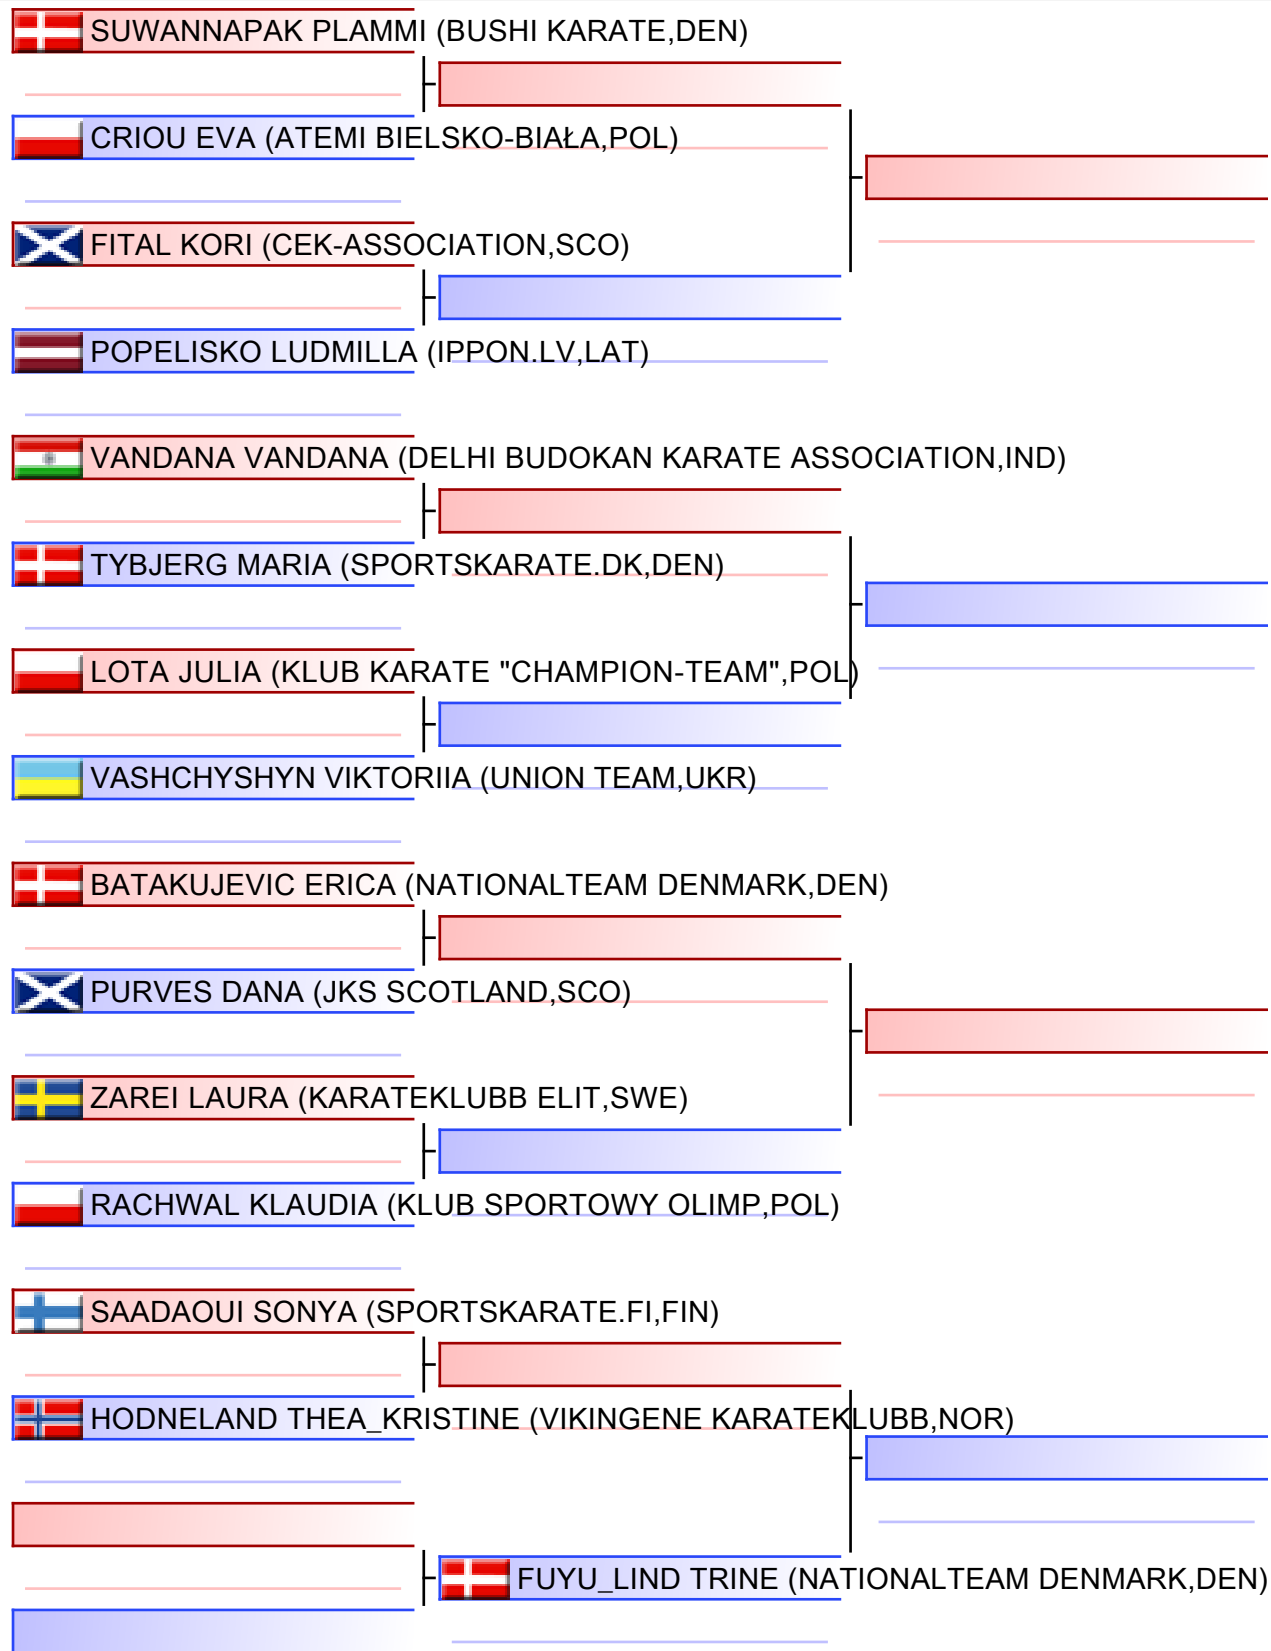 SUWANNAPAK PLAMMI (BUSHI KARATE,DEN)
CRIOU EVA (ATEMI BIELSKO-BIAŁA,POL)
FITAL KORI (CEK-ASSOCIATION,SCO)
POPELISKO LUDMILLA (IPPON.LV,LAT)
VANDANA VANDANA (DELHI BUDOKAN KARATE ASSOCIATION,IND)
TYBJERG MARIA (SPORTSKARATE.DK,DEN)
LOTA JULIA (KLUB KARATE "CHAMPION-TEAM",POL)
VASHCHYSHYN VIKTORIIA (UNION TEAM,UKR)
BATAKUJEVIC ERICA (NATIONALTEAM DENMARK,DEN)
PURVES DANA (JKS SCOTLAND,SCO)
ZAREI LAURA (KARATEKLUBB ELIT,SWE)
RACHWAL KLAUDIA (KLUB SPORTOWY OLIMP,POL)
SAADAOUI SONYA (SPORTSKARATE.FI,FIN)
HODNELAND THEA_KRISTINE (VIKINGENE KARATEKLUBB,NOR)
FUYU_LIND TRINE (NATIONALTEAM DENMARK,DEN)